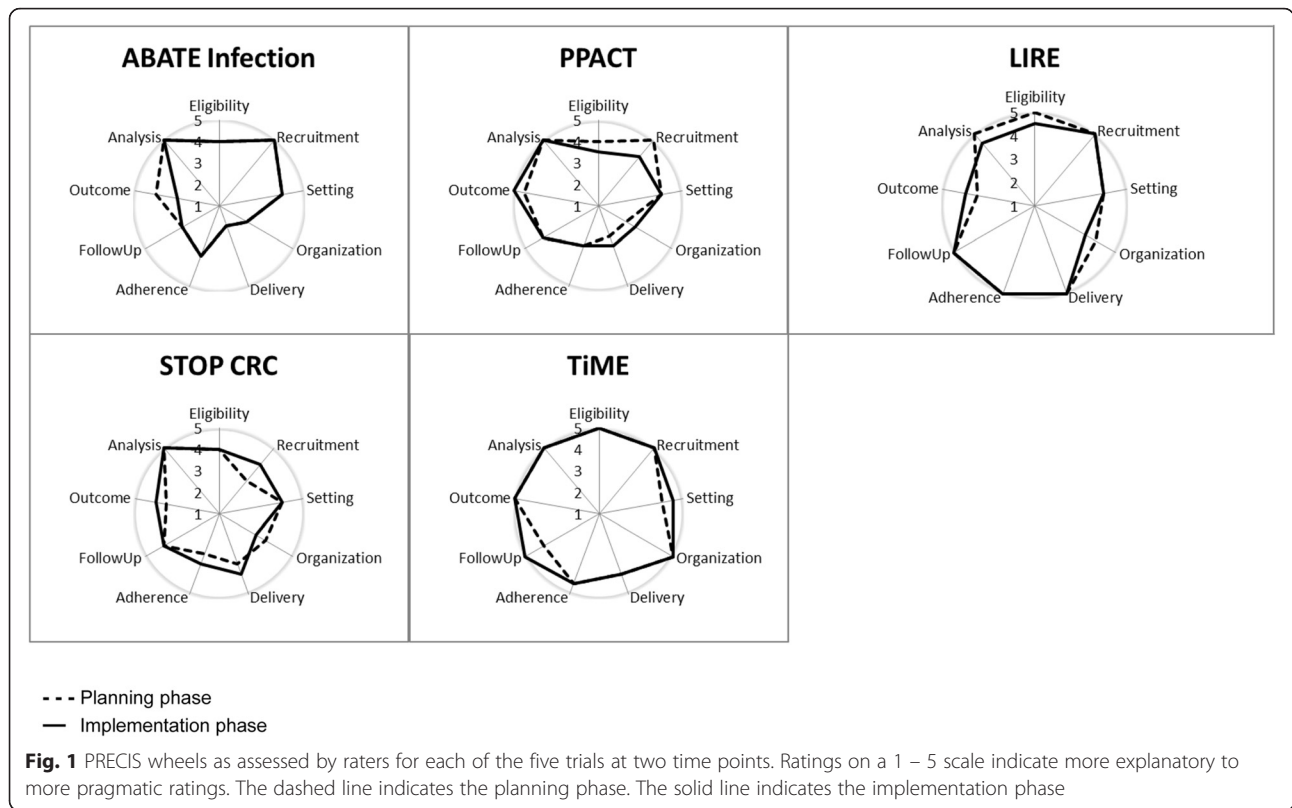 ABATE Infection
Eligibility
5
4
3
2
1
Recruitment
Setting
Organization
Delivery
Adherence
FollowUp
Outcome
Analysis
PPACT
Eligibility
5
4
3
2
1
Recruitment
Setting
Organization
Delivery
Adherence
FollowUp
Outcome
Analysis
LIRE
Eligibility
5
4
3
2
1
Recruitment
Setting
Organization
Delivery
Adherence
FollowUp
Outcome
Analysis
STOP CRC
Eligibility
5
4
3
2
1
Recruitment
Setting
Organization
Delivery
Adherence
FollowUp
Outcome
Analysis
TiME
Eligibility
5
4
3
2
1
Recruitment
Setting
Organization
Delivery
Adherence
FollowUp
Outcome
Analysis
Planning phase
Implementation phase
Fig. 1 PRECIS wheels as assessed by raters for each of the five trials at two time points. Ratings on a 1 – 5 scale indicate more explanatory to
more pragmatic ratings. The dashed line indicates the planning phase. The solid line indicates the implementation phase